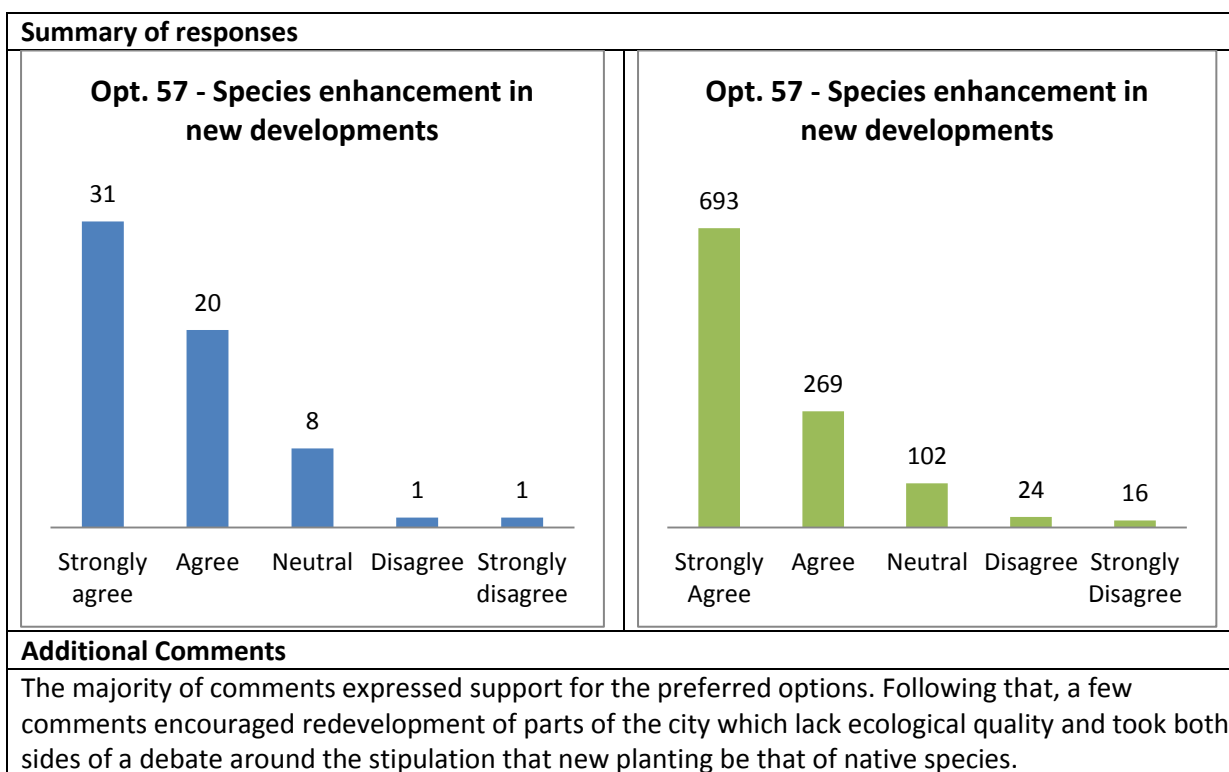 Summary of responses
Opt. 57 - Species enhancement in
new developments
31
20
8
1
1
Strongly
agree
Agree
Neutral
Disagree
Strongly
disagree
Opt. 57 - Species enhancement in
new developments
693
269
102
24
16
Strongly
Agree
Agree
Neutral
Disagree
Strongly
Disagree
Additional Comments
The majority of comments expressed support for the preferred options. Following that, a few
comments encouraged redevelopment of parts of the city which lack ecological quality and took both
sides of a debate around the stipulation that new planting be that of native species.